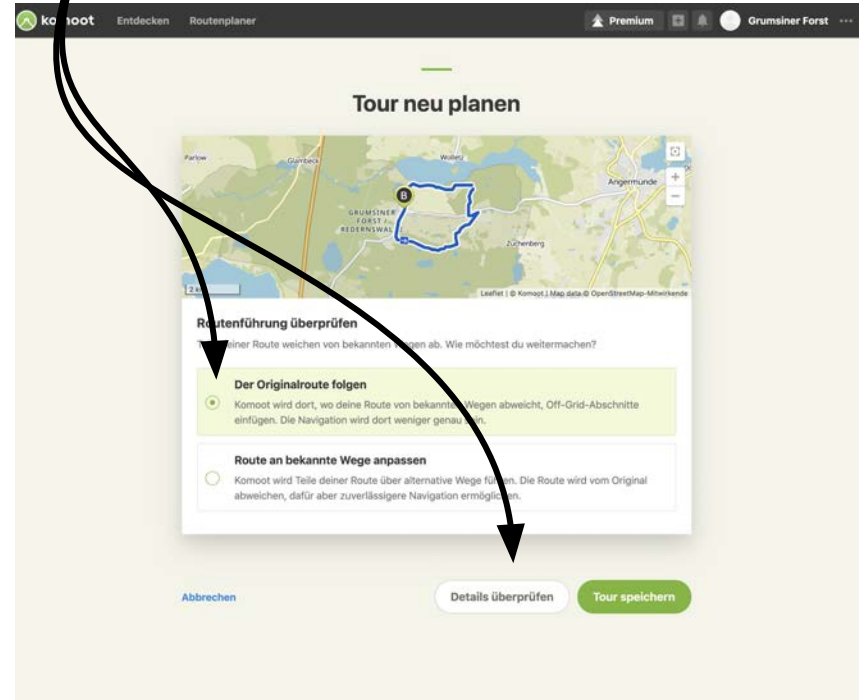 komoot Entdecken Routenplaner Premium Grumsiner Forst
Tour neu planen
Parlow Glambeck Wolletz
Angermünde
B
GRUMSINER
FORST /
REDERNSWAL
Zuchenberg
2 km
Leaflet | © Komoot | Map data © OpenStreetMap-Mitwirkende
Routenführung überprüfen
einer Route weichen von bekannten Wegen ab. Wie möchtest du weitermachen?
Der Originalroute folgen
Komoot wird dort, wo deine Route von bekannten Wegen abweicht, Off-Grid-Abschnitte
einfügen. Die Navigation wird dort weniger genau sein.
Route an bekannte Wege anpassen
Komoot wird Teile deiner Route über alternative Wege führen. Die Route wird vom Original
abweichen, dafür aber zuverlässigere Navigation ermöglichen.
Abbrechen Details überprüfen Tour speichern